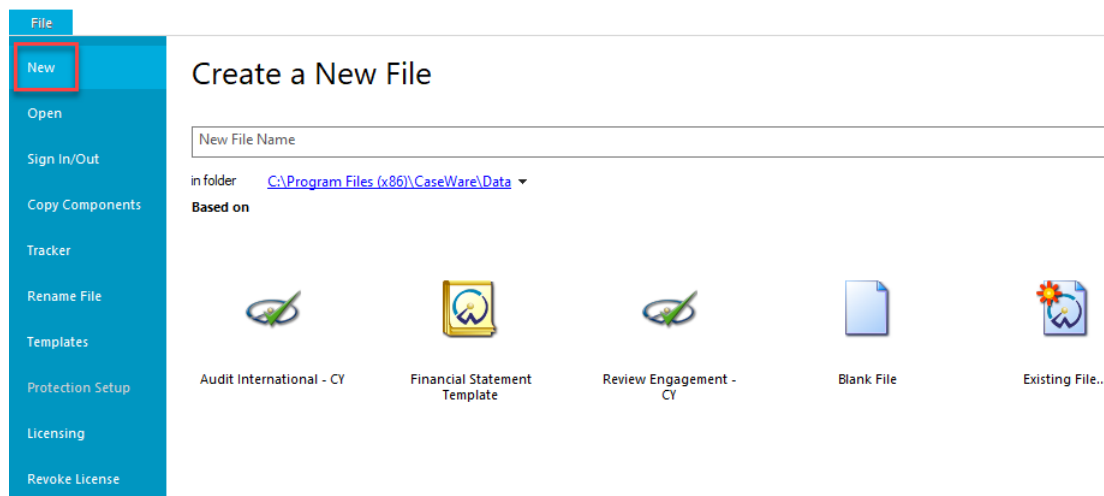 File
New
Open
Sign In/Out
Copy Components
Tracker
Rename File
Templates
Protection Setup
Licensing
Revoke License
Create a New File
New File Name
in folder C:\Program Files (x86)\CaseWare\Data
Based on
Audit International - CY
Financial Statement
Template
Review Engagement -
CY
Blank File
Existing File..